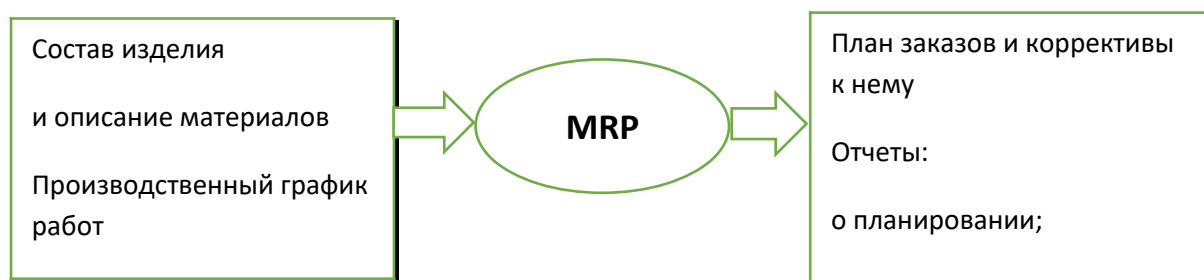 Состав изделия
и описание материалов
Производственный график
работ
MRP
План заказов и коррективы
к нему
Отчеты:
о планировании;